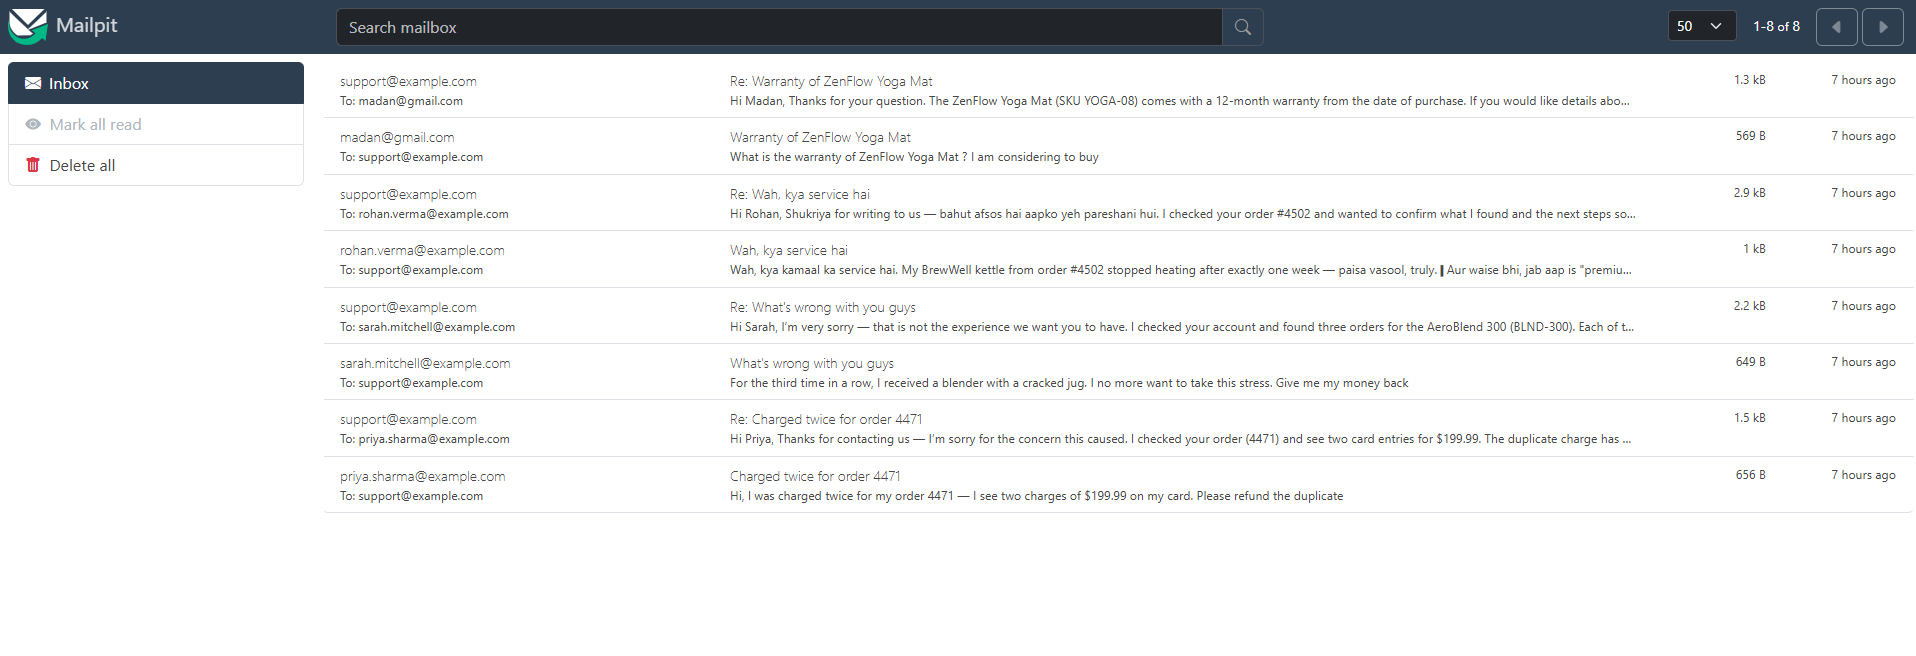 Mailpit
Search mailbox
50
1–8 of 8
Inbox
Mark all read
Delete all
support@example.com Re: Warranty of ZenFlow Yoga Mat 1.3 kB 7 hours ago
To: madan@gmail.com Hi Madan, Thanks for your question. The ZenFlow Yoga Mat (SKU YOGA-08) comes with a 12-month warranty from the date of purchase. If you would like details abo...
madan@gmail.com Warranty of ZenFlow Yoga Mat 569 B 7 hours ago
To: support@example.com What is the warranty of ZenFlow Yoga Mat ? I am considering to buy
support@example.com Re: Wah, kya service hai 2.9 kB 7 hours ago
To: rohan.verma@example.com Hi Rohan, Shukriya for writing to us — bahut afsos hai aapko yeh pareshani hui. I checked your order #4502 and wanted to confirm what I found and the next steps so...
rohan.verma@example.com Wah, kya service hai 1 kB 7 hours ago
To: support@example.com Wah, kya kamaal ka service hai. My BrewWell kettle from order #4502 stopped heating after exactly one week — paisa vasool, truly. Aur waise bhi, jab aap is "premiu...
support@example.com Re: What's wrong with you guys 2.2 kB 7 hours ago
To: sarah.mitchell@example.com Hi Sarah, I'm very sorry — that is not the experience we want you to have. I checked your account and found three orders for the AeroBlend 300 (BLND-300). Each of t...
sarah.mitchell@example.com What's wrong with you guys 649 B 7 hours ago
To: support@example.com For the third time in a row, I received a blender with a cracked jug. I no more want to take this stress. Give me my money back
support@example.com Re: Charged twice for order 4471 1.5 kB 7 hours ago
To: priya.sharma@example.com Hi Priya, Thanks for contacting us — I'm sorry for the concern this caused. I checked your order (4471) and see two card entries for $199.99. The duplicate charge has ...
priya.sharma@example.com Charged twice for order 4471 656 B 7 hours ago
To: support@example.com Hi, I was charged twice for my order 4471 — I see two charges of $199.99 on my card. Please refund the duplicate